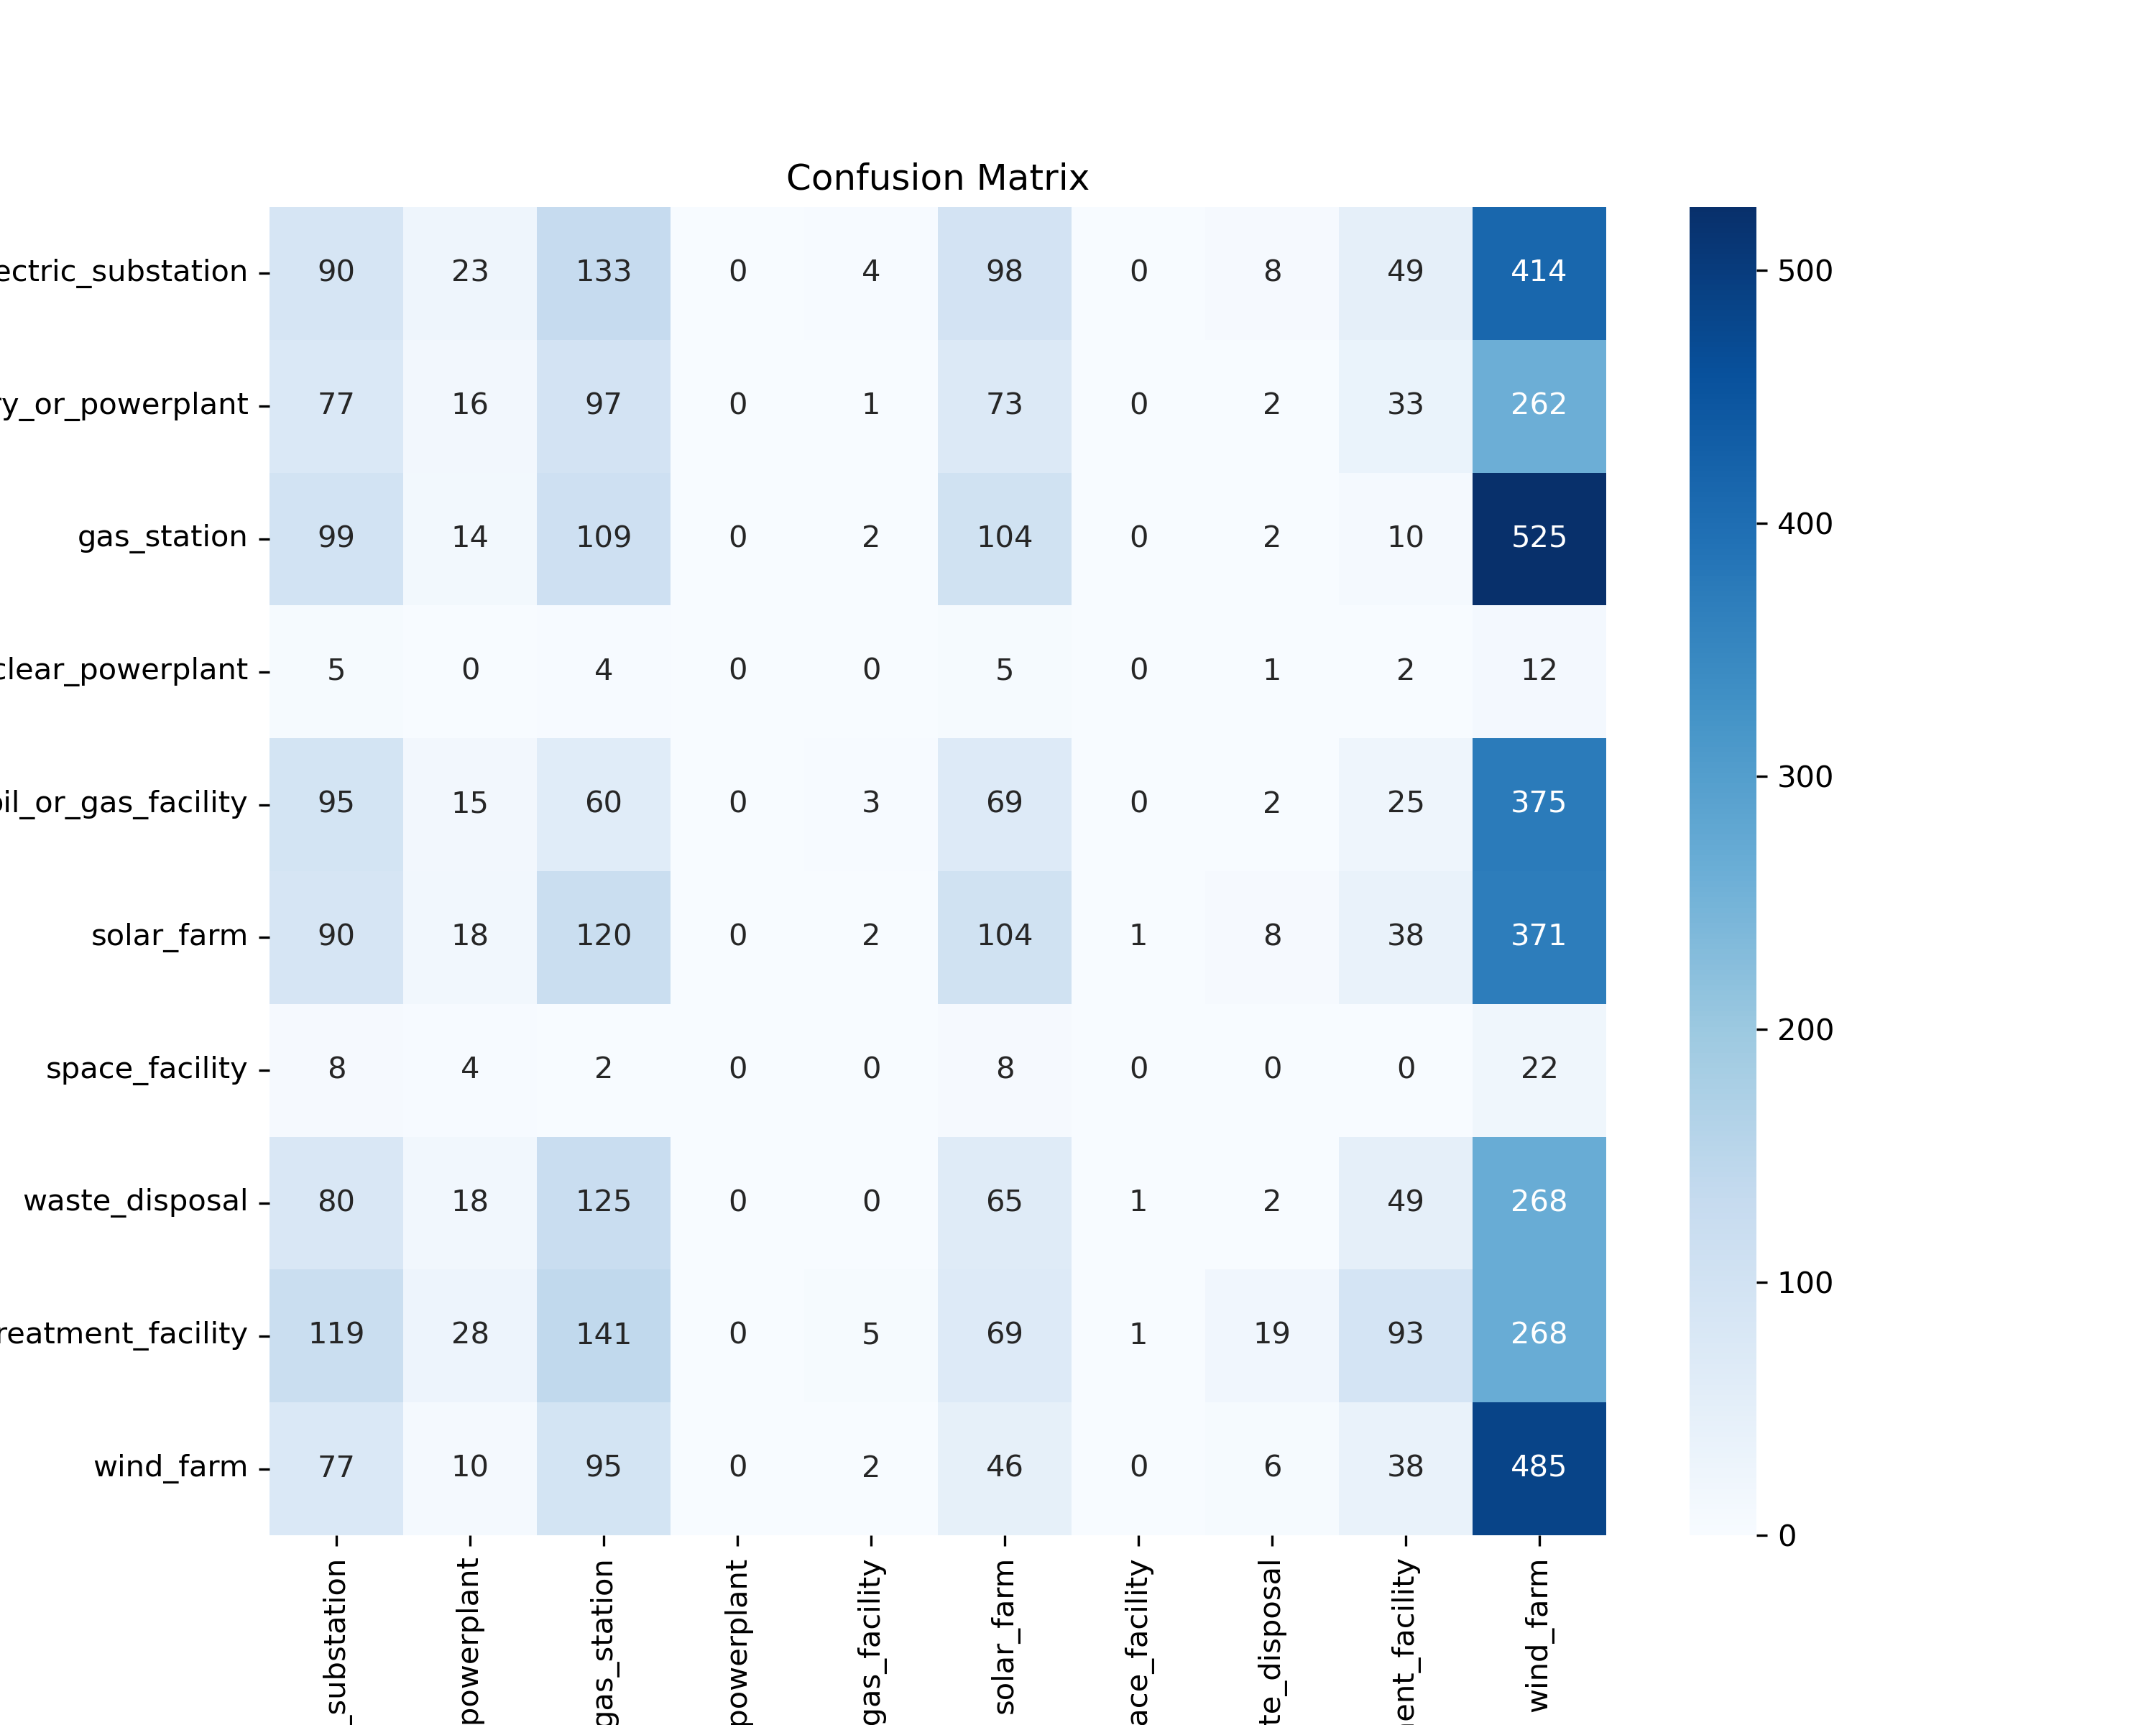 Confusion Matrix
ectric_substation 90 23 133 0 4 98 0 8 49 414
y_or_powerplant 77 16 97 0 1 73 0 2 33 262
gas_station 99 14 109 0 2 104 0 2 10 525
clear_powerplant 5 0 4 0 0 5 0 1 2 12
oil_or_gas_facility 95 15 60 0 3 69 0 2 25 375
solar_farm 90 18 120 0 2 104 1 8 38 371
space_facility 8 4 2 0 0 8 0 0 0 22
waste_disposal 80 18 125 0 0 65 1 2 49 268
reatment_facility 119 28 141 0 5 69 1 19 93 268
wind_farm 77 10 95 0 2 46 0 6 38 485
_substation
powerplant
gas_station
powerplant
gas_facility
solar_farm
ace_facility
te_disposal
ent_facility
wind_farm
500
400
300
200
100
0